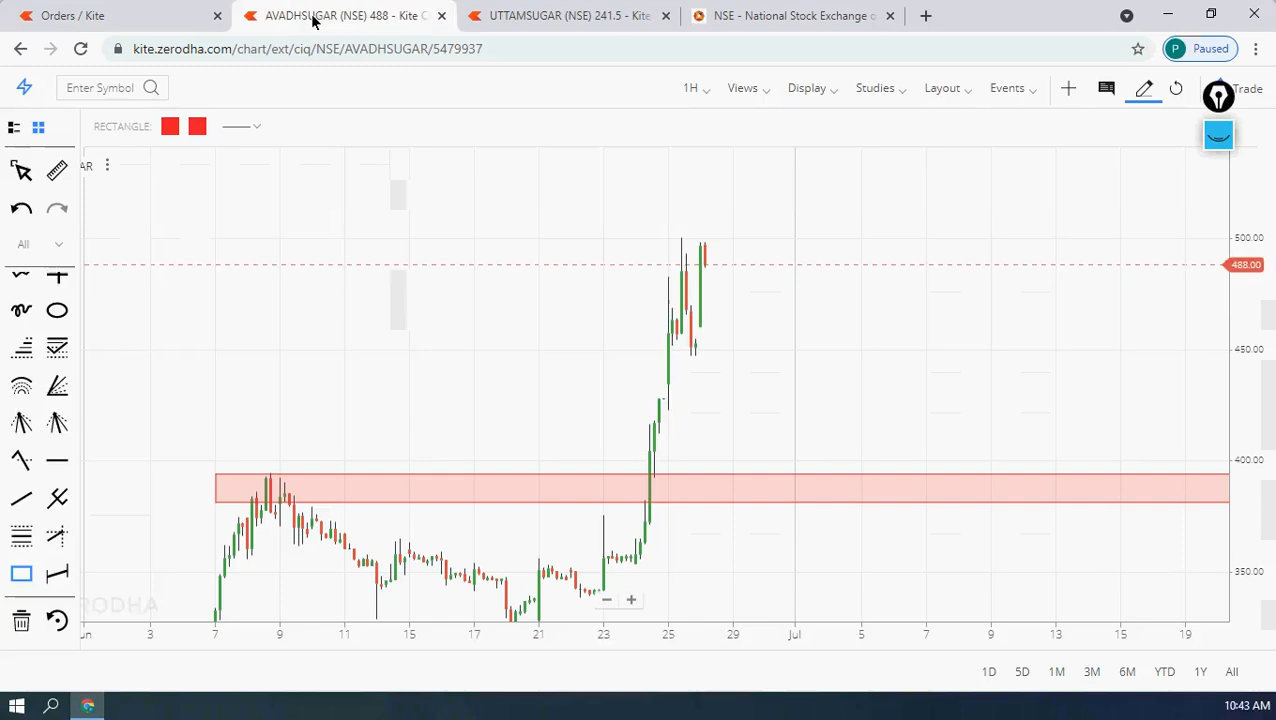 Orders / Kite
AVADHSUGAR (NSE) 488 - Kite C
UTTAMSUGAR (NSE) 241.5 - Kite
NSE - National Stock Exchange o
kite.zerodha.com/chart/ext/ciq/NSE/AVADHSUGAR/5479937
P Paused
Enter Symbol
1H
Views
Display
Studies
Layout
Events
Trade
RECTANGLE:
AR
All
500.00
488.00
450.00
400.00
350.00
RODHA
un 3 7 9 11 15 17 21 23 25 29 Jul 5 7 9 13 15 19
1D 5D 1M 3M 6M YTD 1Y All
10:43 AM